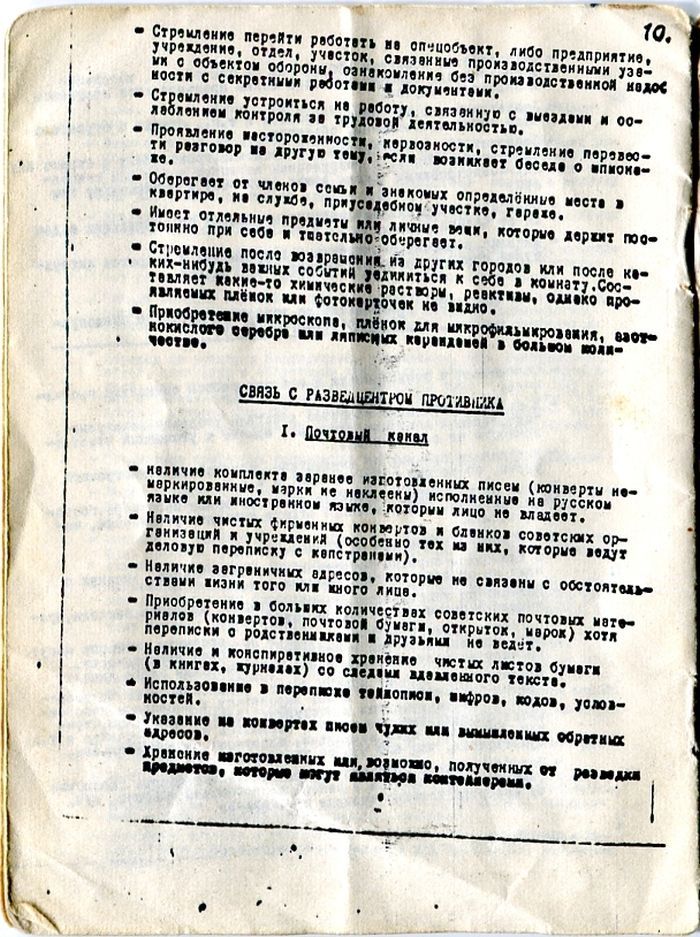 10.
- Стремление перейти работать на спецобъект, либо предприятие,
учреждение, отдел, участок, связанные производственными уза-
ми с объектом обороны, ознакомление без производственной надоб
ности с секретными работами и документами.
- Стремление устроиться на работу, связанную с выездами и ос-
лаблением контроля за трудовой деятельностью.
- Проявление настороженности, нервозности, стремление перевес-
ти разговор на другую тему, если возникает беседа о шпиона-
же.
- Оберегает от членов семьи и знакомых определённые места в
квартире, на службе, приусадебном участке, гараже.
- Имеет отдельные предметы или личные вещи, которые держит пос-
тоянно при себе и тщательно оберегает.
- Стремление после возвращения из других городов или после ка-
ких-нибудь важных событий уединиться к себе в комнату.Сос-
тавляет какие-то химические растворы, реактивы, однако про-
являемых плёнок или фотокарточек не видно.
- Приобретение микроскопа, плёнок для микрофильмирования, азот-
нокислого серебра или ляписных карандашей в большом коли-
честве.
СВЯЗЬ С РАЗВЕДЦЕНТРОМ ПРОТИВНИКА
I. Почтовый канал
- наличие комплекта заранее изготовленных писем (конверты не-
маркированные, марки не наклеены) исполненные на русском
языке или иностранном языке, которым лицо не владеет.
- Наличие чистых фирменных конвертов и бланков советских ор-
ганизаций и учреждений (особенно тех из них, которые ведут
деловую переписку с капстранами).
- Наличие заграничных адресов, которые не связаны с обстоятель-
ствами жизни того или иного лица.
- Приобретение в больших количествах советских почтовых мате-
риалов (конвертов, почтовой бумаги, открыток, марок) хотя
переписки с родственниками и друзьями не ведёт.
- Наличие и конспиративное хранение чистых листов бумаги
(в книгах, журналах) со следами вдавленного текста.
- Использование в переписке тайнописи, шифров, кодов, услов-
ностей.
- Указание на конвертах писем чужих или вымышленных обратных
адресов.
- Хранение изготовленных или, возможно, полученных от разведки
предметов, которые могут являться контейнерами.